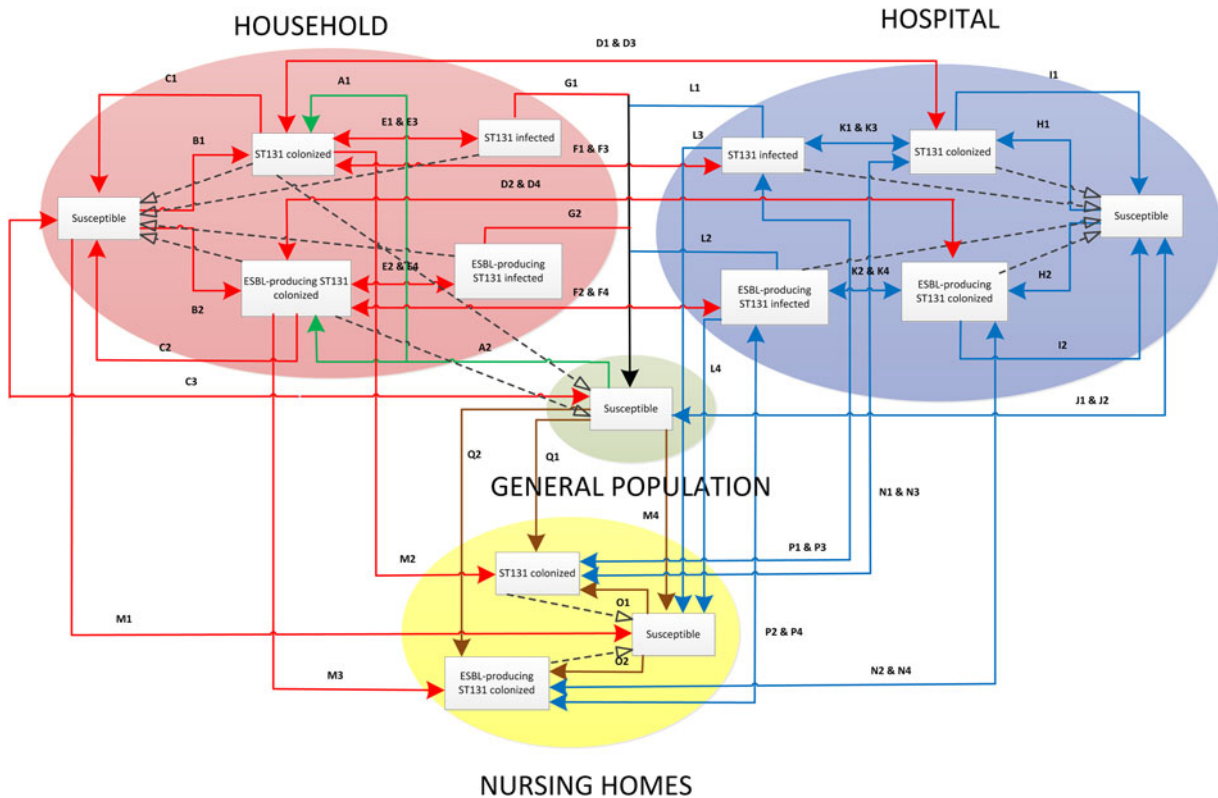 HOUSEHOLD
HOSPITAL
D1 & D3
C1
A1
G1
L1
I1
E1 & E3
ST131 infected
L3
K1 & K3
H1
B1
ST131 colonized
F1 & F3
ST131 infected
ST131 colonized
D2 & D4
Susceptible
G2
Susceptible
L2
E2 & E4
ESBL-producing
ST131 infected
K2 & K4
H2
ESBL-producing ST131
colonized
F2 & F4
ESBL-producing
ST131 infected
ESBL-producing
ST131 colonized
B2
C2
A2
I2
C3
L4
Susceptible
J1 & J2
Q2
Q1
GENERAL POPULATION
N1 & N3
M4
M2
ST131 colonized
P1 & P3
O1
M1
Susceptible
P2 & P4
O2
M3
ESBL-producing
ST131 colonized
N2 & N4
NURSING HOMES